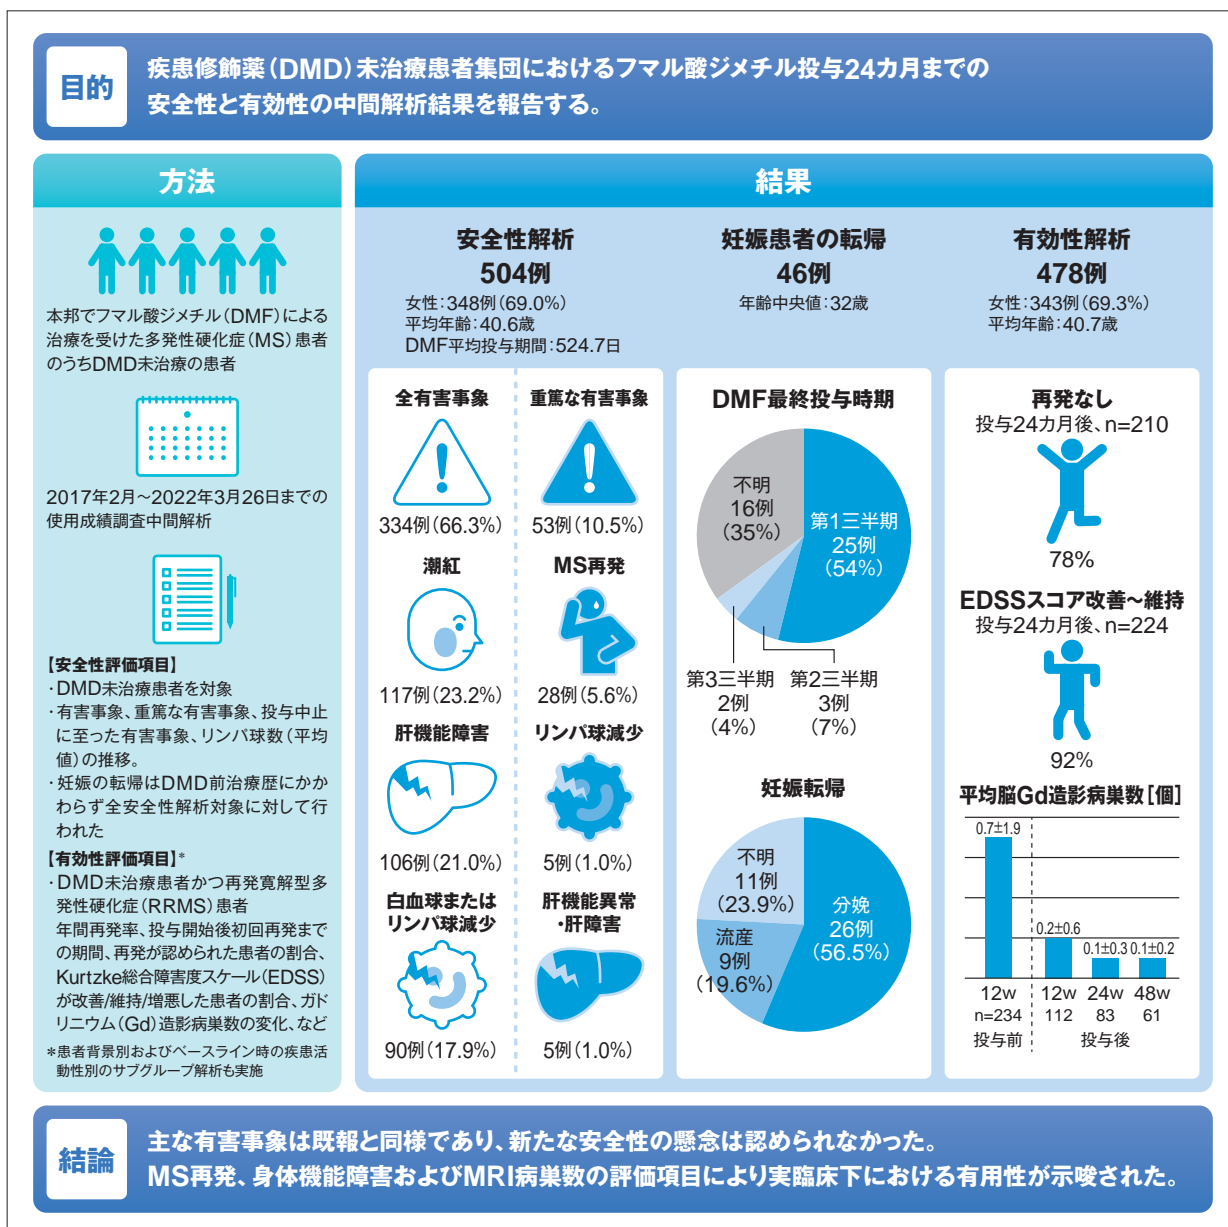 目的
疾患修飾薬（DMD）未治療患者集団におけるフマル酸ジメチル投与24カ月までの
安全性と有効性の中間解析結果を報告する。
方法
本邦でフマル酸ジメチル（DMF）による
治療を受けた多発性硬化症（MS）患者
のうちDMD未治療の患者
2017年2月～2022年3月26日までの
使用成績調査中間解析
【安全性評価項目】
・DMD未治療患者を対象
・有害事象、重篤な有害事象、投与中止
に至った有害事象、リンパ球数（平均
値）の推移。
・妊娠の転帰はDMD前治療歴にかか
わらず全安全性解析対象に対して行
われた
【有効性評価項目】*
・DMD未治療患者かつ再発寛解型多
発性硬化症（RRMS）患者
年間再発率、投与開始後初回再発まで
の期間、再発が認められた患者の割合、
Kurtzke総合障害度スケール（EDSS）
が改善/維持/増悪した患者の割合、ガド
リニウム（Gd）造影病巣数の変化、など
*患者背景別およびベースライン時の疾患活
動性別のサブグループ解析も実施
結果
安全性解析
504例
女性：348例（69.0%）
平均年齢：40.6歳
DMF平均投与期間：524.7日
全有害事象
334例（66.3%）
潮紅
117例（23.2%）
肝機能障害
106例（21.0%）
白血球または
リンパ球減少
90例（17.9%）
重篤な有害事象
53例（10.5%）
MS再発
28例（5.6%）
リンパ球減少
5例（1.0%）
肝機能異常
・肝障害
5例（1.0%）
妊娠患者の転帰
46例
年齢中央値：32歳
DMF最終投与時期
不明
16例
（35%）
第1三半期
25例
（54%）
第3三半期
2例
（4%）
第2三半期
3例
（7%）
妊娠転帰
不明
11例
（23.9%）
分娩
26例
（56.5%）
流産
9例
（19.6%）
有効性解析
478例
女性：343例（69.3%）
平均年齢：40.7歳
再発なし
投与24カ月後、n=210
78%
EDSSスコア改善～維持
投与24カ月後、n=224
92%
平均脳Gd造影病巣数［個］
0.7±1.9
0.2±0.6
0.1±0.3 0.1±0.2
12w 12w 24w 48w
n=234 112 83 61
投与前 投与後
結論
主な有害事象は既報と同様であり、新たな安全性の懸念は認められなかった。
MS再発、身体機能障害およびMRI病巣数の評価項目により実臨床下における有用性が示唆された。